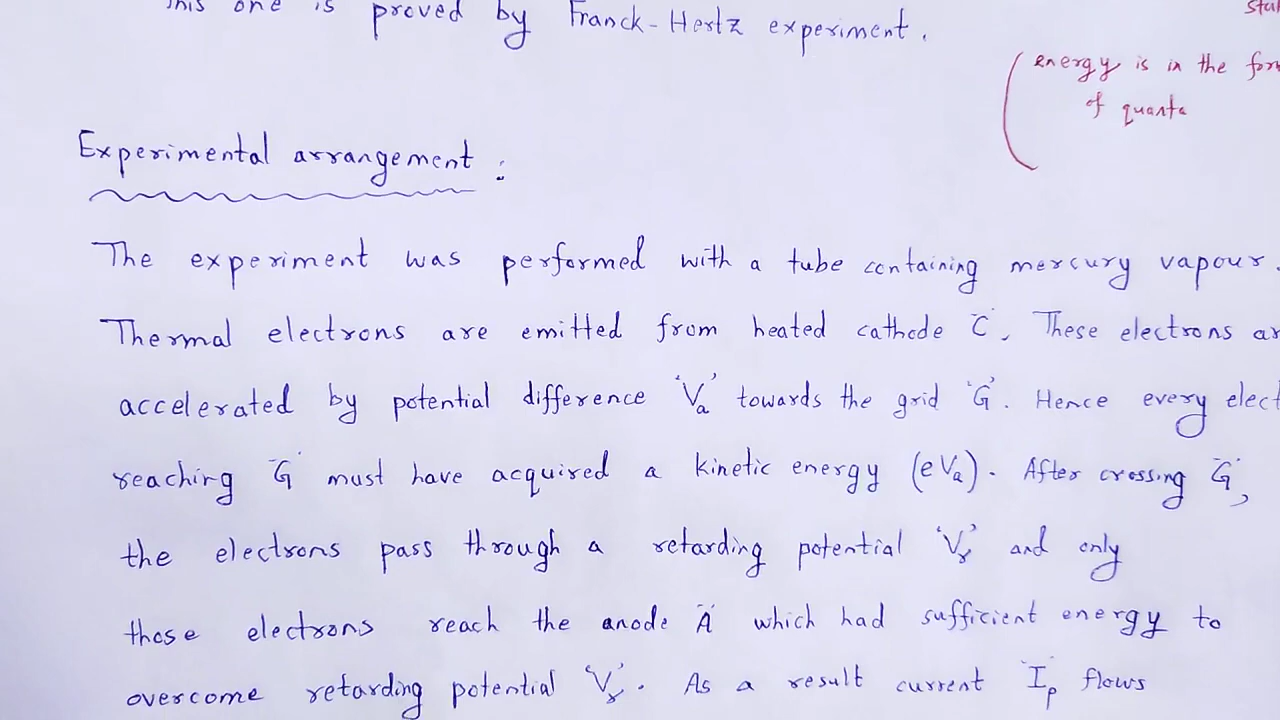 This one is proved by Franck-Hertz experiment.
energy is in the
of quanta
Experimental arrangement :
The experiment was performed with a tube containing mercury vapour.
Thermal electrons are emitted from heated cathode 'C'. These electrons
accelerated by potential difference 'Va' towards the grid 'G'. Hence every
reaching 'G' must have acquired a kinetic energy (eVa). After crossing 'G',
the electrons pass through a retarding potential 'Vr' and only
those electrons reach the anode 'A' which had sufficient energy to
overcome retarding potential 'Vr'. As a result current 'Ip' flows